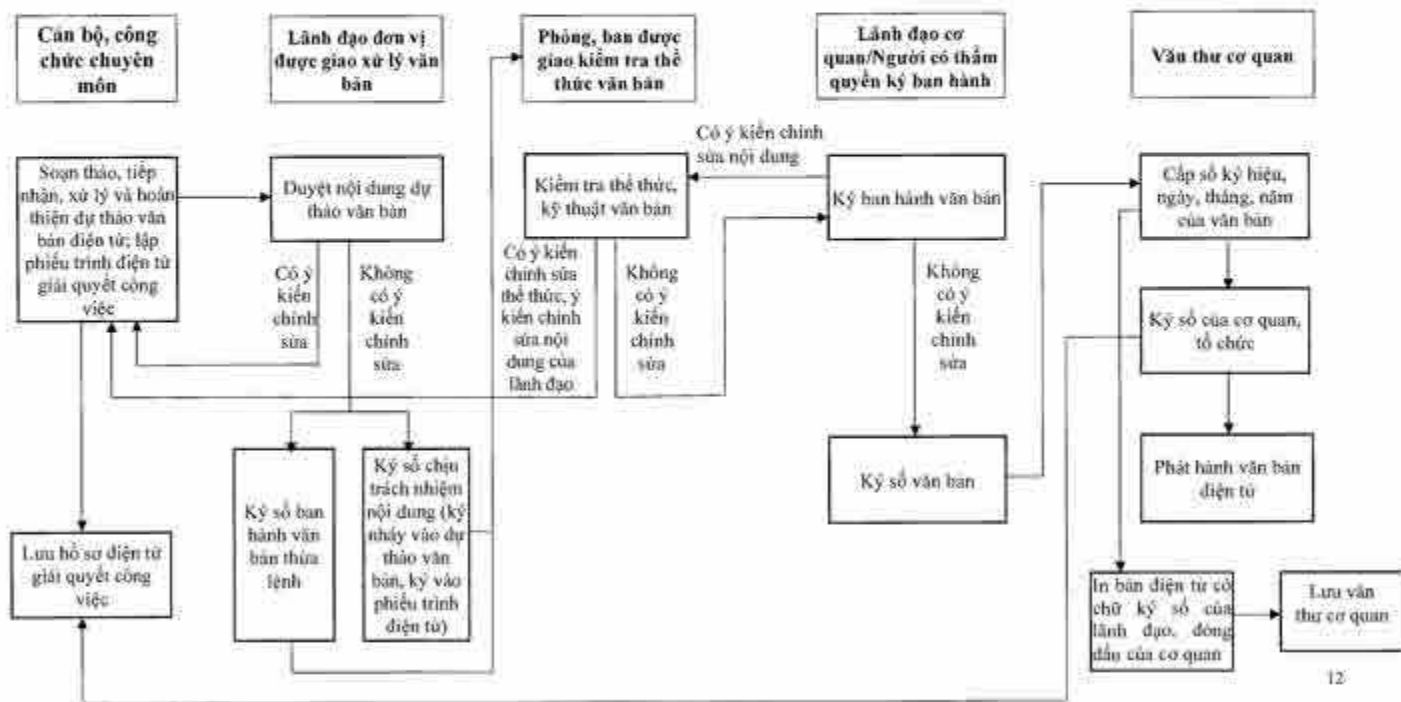 Cán bộ, công
chức chuyên
môn
Lãnh đạo đơn vị
được giao xử lý văn
bản
Phòng, ban được
giao kiểm tra thể
thức văn bản
Lãnh đạo cơ
quan/Người có thẩm
quyền ký ban hành
Văn thư cơ quan
Soạn thảo, tiếp
nhận, xử lý và hoàn
thiện dự thảo văn
bản điện tử; lập
phiếu trình điện tử
giải quyết công
việc
Duyệt nội dung dự
thảo văn bản
Kiểm tra thể thức,
kỹ thuật văn bản
Có ý kiến chỉnh
sửa nội dung
Ký ban hành văn bản
Cấp số ký hiệu,
ngày, tháng, năm
của văn bản
Có ý
kiến
chỉnh
sửa
Không
có ý
kiến
chỉnh
sửa
Có ý kiến
chỉnh sửa
thể thức, ý
kiến chỉnh
sửa nội
dung của
lãnh đạo
Không
có ý
kiến
chỉnh
sửa
Không
có ý
kiến
chỉnh
sửa
Ký số của cơ quan,
tổ chức
Ký số ban
hành văn
bản thừa
lệnh
Ký số chịu
trách nhiệm
nội dung (ký
nháy vào dự
thảo văn
bản, ký vào
phiếu trình
điện tử)
Ký số văn bản
Phát hành văn bản
điện tử
Lưu hồ sơ điện tử
giải quyết công
việc
In bản điện tử có
chữ ký số của
lãnh đạo, đóng
dấu của cơ quan
Lưu văn
thư cơ quan
12